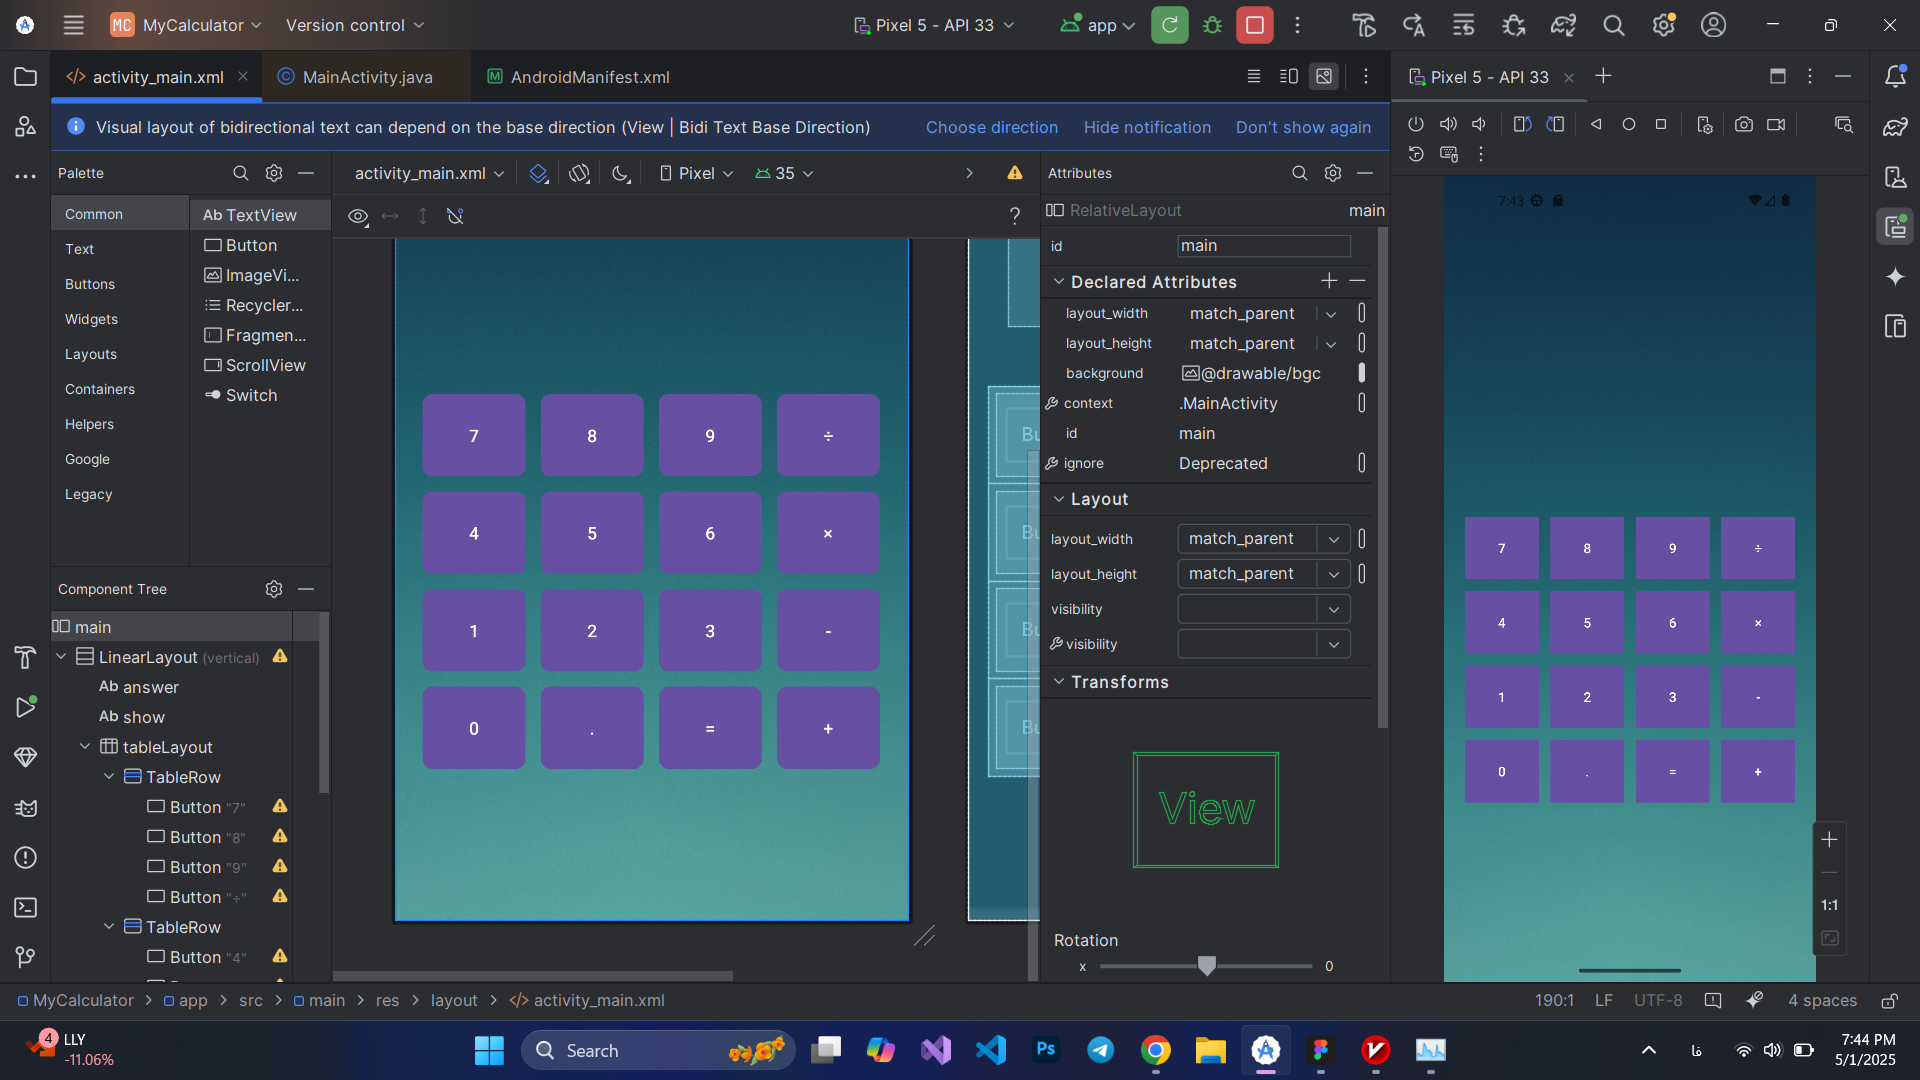 MC MyCalculator Version control Pixel 5 - API 33 app
activity_main.xml MainActivity.java AndroidManifest.xml Pixel 5 - API 33
Visual layout of bidirectional text can depend on the base direction (View | Bidi Text Base Direction) Choose direction Hide notification Don't show again
Palette activity_main.xml Pixel 35 Attributes
Common
Text
Buttons
Widgets
Layouts
Containers
Helpers
Google
Legacy
Ab TextView
Button
ImageVi...
Recycler...
Fragmen...
ScrollView
Switch
?
7 8 9 ÷
4 5 6 ×
1 2 3 -
0 . = +
Bu
Bu
Bu
Bu
RelativeLayout main
id main
Declared Attributes
layout_width match_parent
layout_height match_parent
background @drawable/bgc
context .MainActivity
id main
ignore Deprecated
Layout
layout_width match_parent
layout_height match_parent
visibility
visibility
Transforms
View
Rotation
x 0
7:43
7 8 9 ÷
4 5 6 ×
1 2 3 -
0 . = +
1:1
Component Tree
main
LinearLayout (vertical)
Ab answer
Ab show
tableLayout
TableRow
Button "7"
Button "8"
Button "9"
Button "÷"
TableRow
Button "4"
MyCalculator app src main res layout activity_main.xml 190:1 LF UTF-8 4 spaces
4 LLY
-11.06%
Search
Ps
فا
7:44 PM
5/1/2025